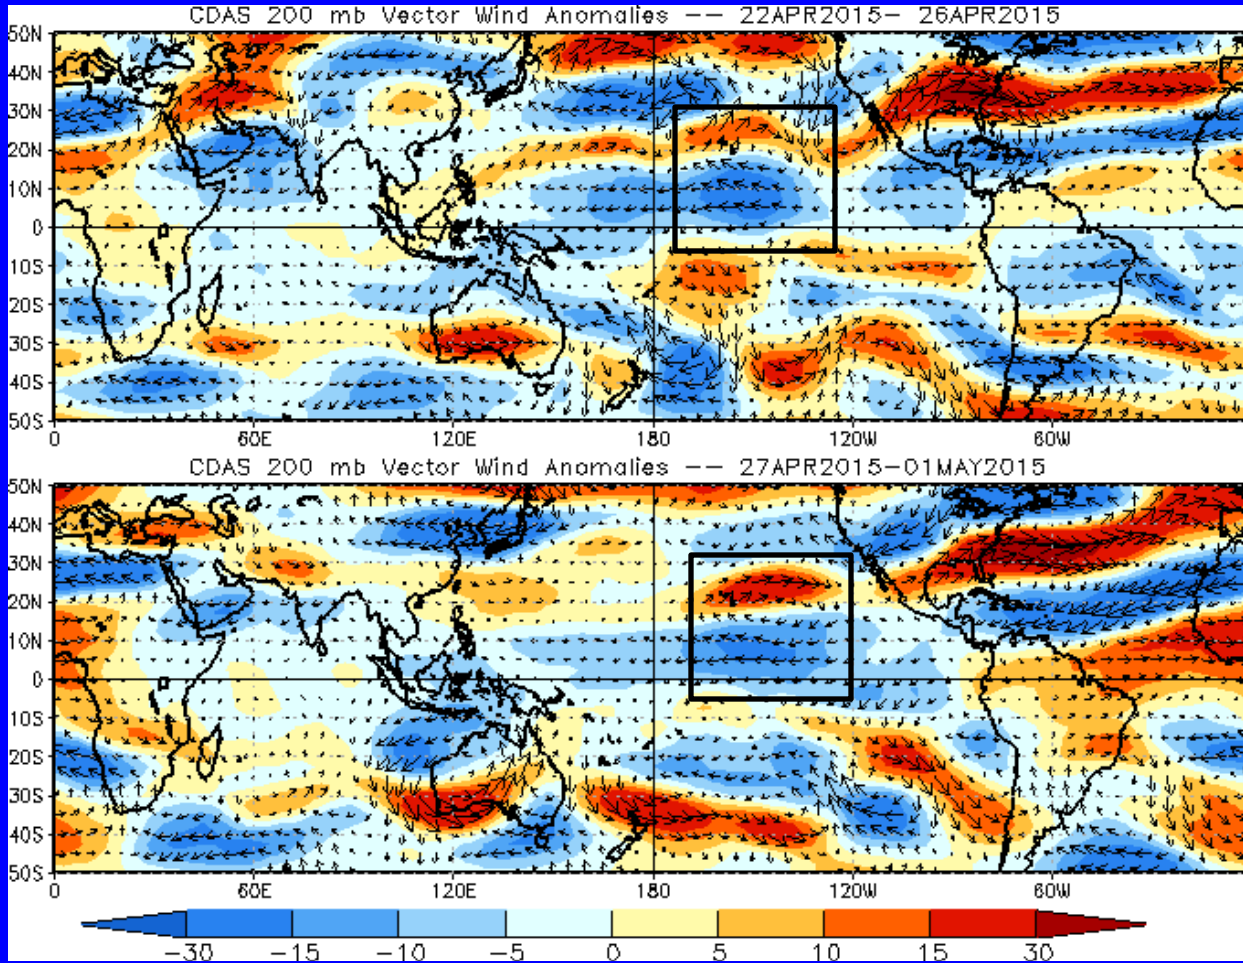 CDAS 200 mb Vector Wind Anomalies -- 22APR2015- 26APR2015
50N
40N
30N
20N
10N
0
10S
20S
30S
40S
50S
0 60E 120E 180 120W 60W
CDAS 200 mb Vector Wind Anomalies -- 27APR2015-01MAY2015
50N
40N
30N
20N
10N
0
10S
20S
30S
40S
50S
0 60E 120E 180 120W 60W
-30 -15 -10 -5 0 5 10 15 30